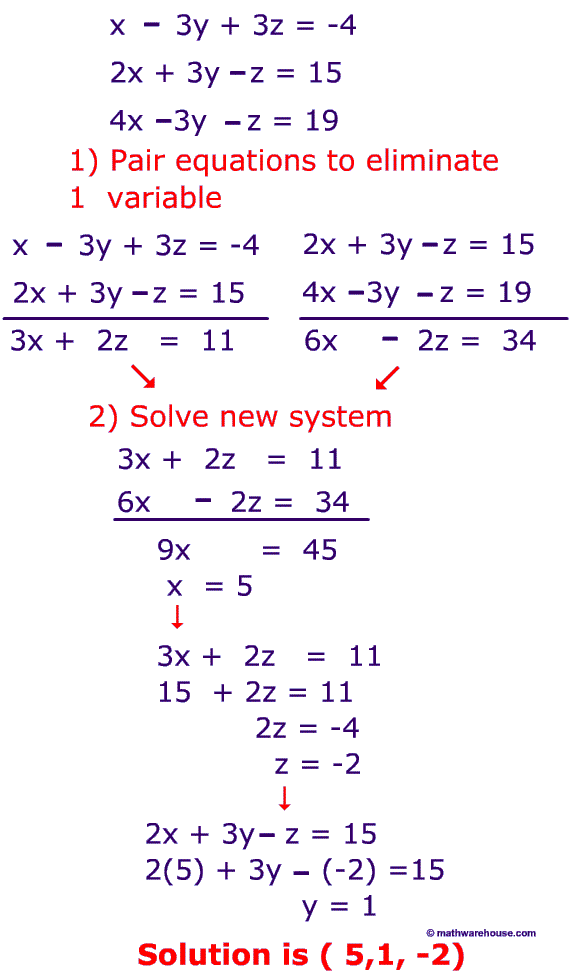 x - 3y + 3z = -4
2x + 3y - z = 15
4x - 3y - z = 19
1) Pair equations to eliminate
1 variable
x - 3y + 3z = -4
2x + 3y - z = 15
3x + 2z = 11
2x + 3y - z = 15
4x - 3y - z = 19
6x - 2z = 34
2) Solve new system
3x + 2z = 11
6x - 2z = 34
9x = 45
x = 5
3x + 2z = 11
15 + 2z = 11
2z = -4
z = -2
2x + 3y - z = 15
2(5) + 3y - (-2) =15
y = 1
© mathwarehouse.com
Solution is ( 5,1, -2)